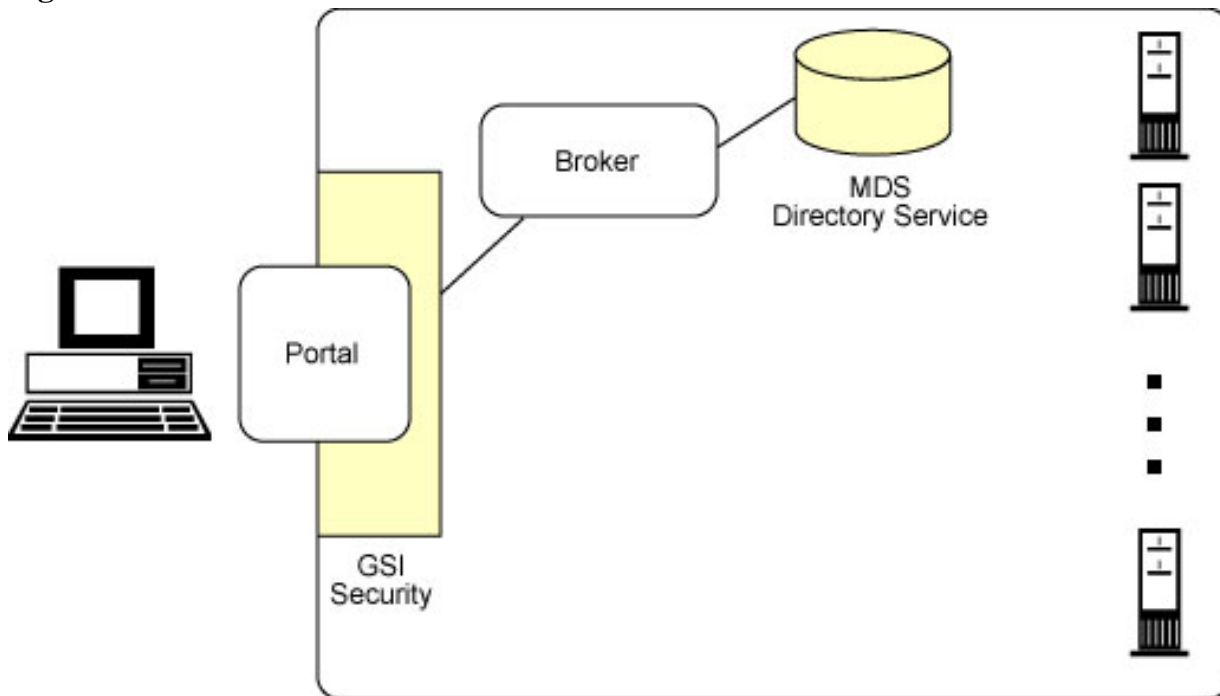 Broker
MDS
Directory Service
Portal
GSI
Security